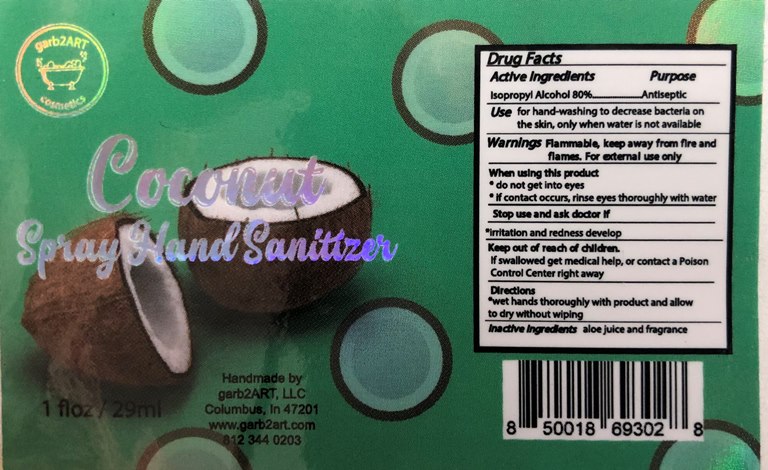 garb2ART
cosmetics
Coconut
Spray Hand Sanitizer
1 floz / 29ml
Handmade by
garb2ART, LLC
Columbus, In 47201
www.garb2art.com
812 344 0203
Drug Facts
Active Ingredients Purpose
Isopropyl Alcohol 80%....................Antiseptic
Use for hand-washing to decrease bacteria on
the skin, only when water is not available
Warnings Flammable, keep away from fire and
flames. For external use only
When using this product
* do not get into eyes
* if contact occurs, rinse eyes thoroughly with water
Stop use and ask doctor if
*irritation and redness develop
Keep out of reach of children.
If swallowed get medical help, or contact a Poison
Control Center right away
Directions
*wet hands thoroughly with product and allow
to dry without wiping
Inactive Ingredients aloe juice and fragrance
8 50018 69302 8